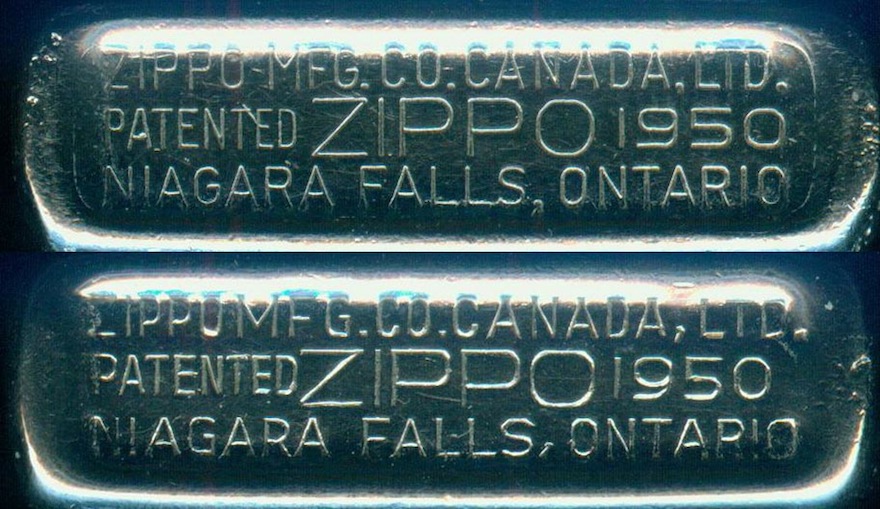 ZIPPO MFG. CO. CANADA, LTD.
PATENTED ZIPPO 1950
NIAGARA FALLS, ONTARIO
ZIPPO MFG. CO. CANADA, LTD.
PATENTED ZIPPO 1950
NIAGARA FALLS, ONTARIO